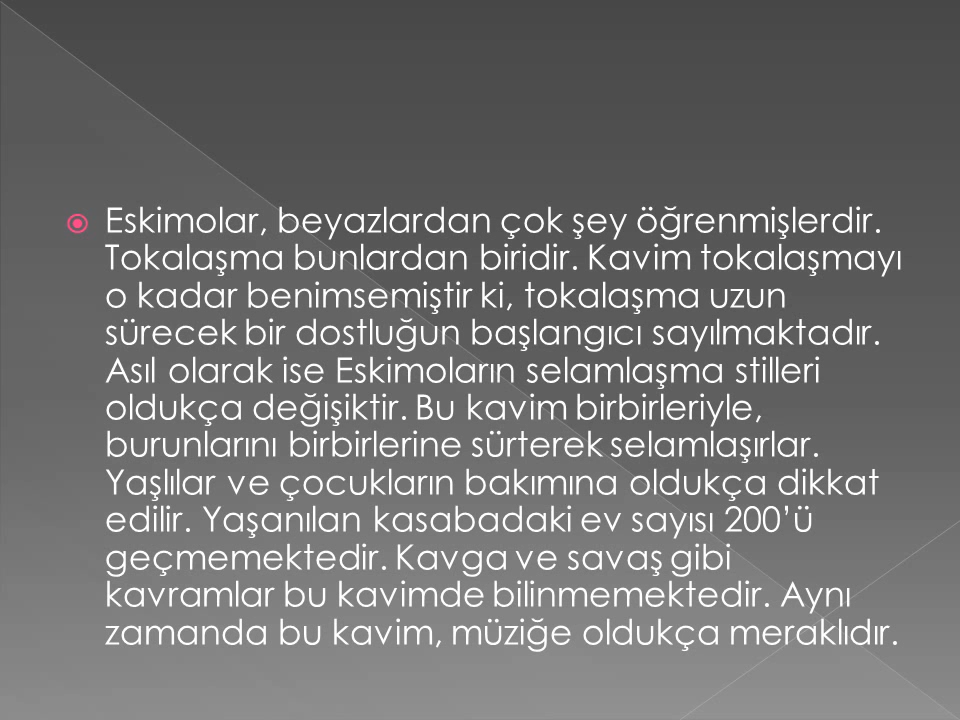 Eskimolar, beyazlardan çok şey öğrenmişlerdir.
Tokalaşma bunlardan biridir. Kavim tokalaşmayı
o kadar benimsemiştir ki, tokalaşma uzun
sürecek bir dostluğun başlangıcı sayılmaktadır.
Asıl olarak ise Eskimoların selamlaşma stilleri
oldukça değişiktir. Bu kavim birbirleriyle,
burunlarını birbirlerine sürterek selamlaşırlar.
Yaşlılar ve çocukların bakımına oldukça dikkat
edilir. Yaşanılan kasabadaki ev sayısı 200’ü
geçmemektedir. Kavga ve savaş gibi
kavramlar bu kavimde bilinmemektedir. Aynı
zamanda bu kavim, müziğe oldukça meraklıdır.